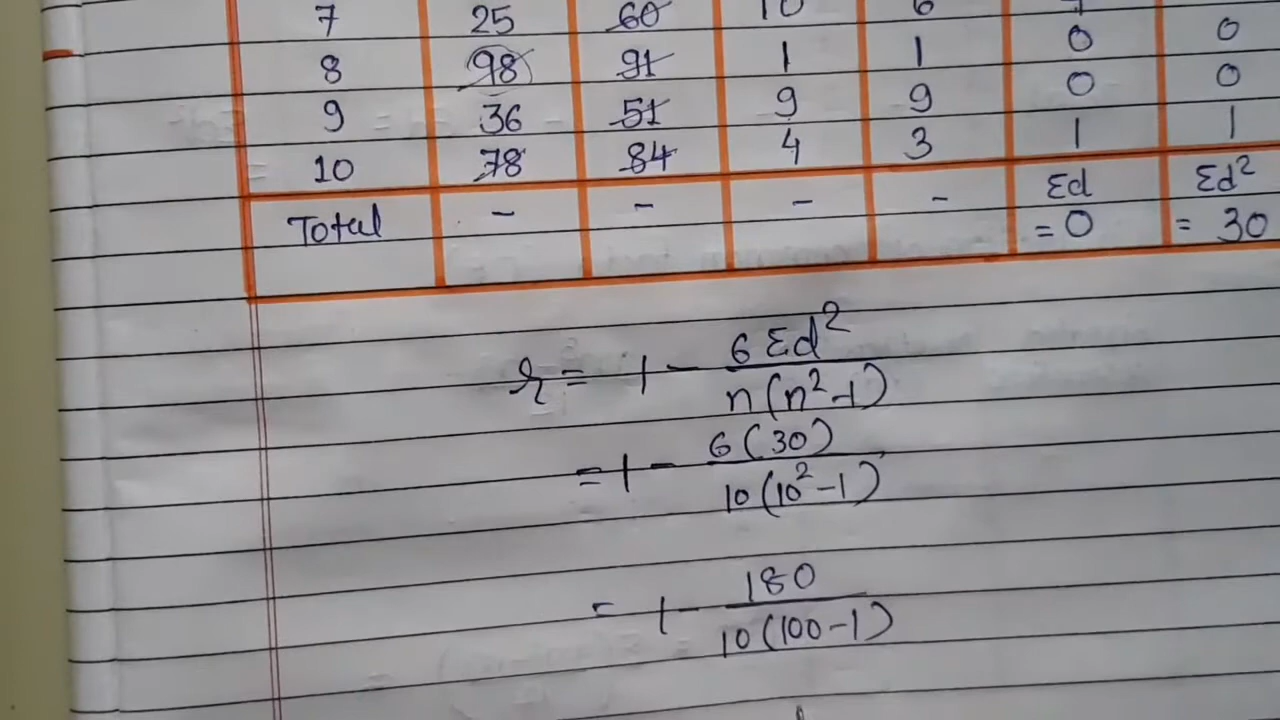 7 25 60 10 6
8 98 91 1 1 0 0
9 36 51 9 9 0 0
10 78 84 4 3 1 1
Total - - - - Σd = 0 Σd² = 30
r = 1 - 6 Σd² / n(n²-1)
= 1 - 6(30) / 10(10²-1)
= 1 - 180 / 10(100-1)